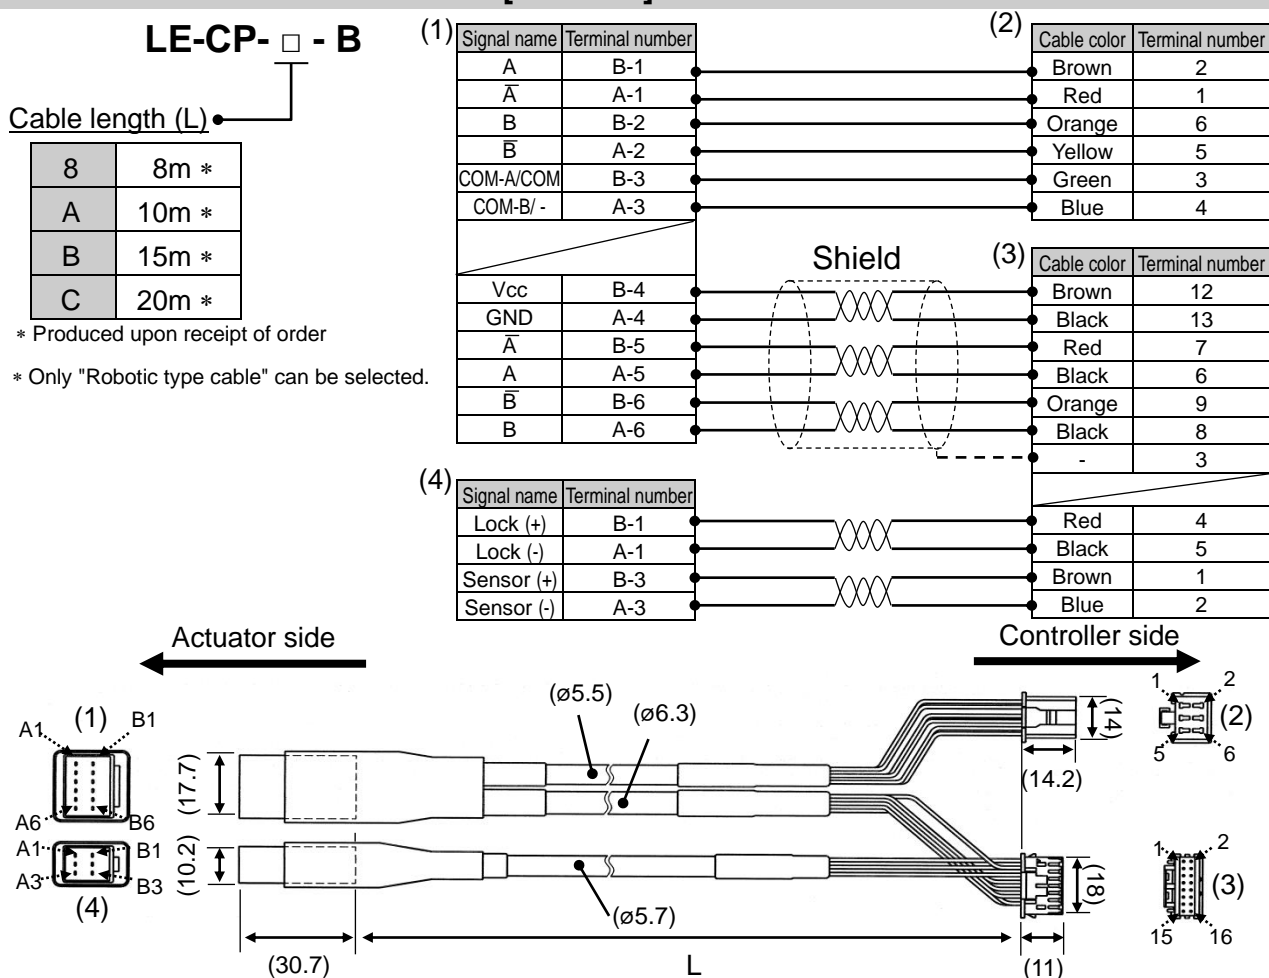 LE-CP- □ - B
Cable length (L)
8 8m *
A 10m *
B 15m *
C 20m *
* Produced upon receipt of order
* Only "Robotic type cable" can be selected.
(1)
Signal name Terminal number
A B-1
A̅ A-1
B B-2
B̅ A-2
COM-A/COM B-3
COM-B/ - A-3
Vcc B-4
GND A-4
A̅ B-5
A A-5
B̅ B-6
B A-6
(2)
Cable color Terminal number
Brown 2
Red 1
Orange 6
Yellow 5
Green 3
Blue 4
Shield
(3)
Cable color Terminal number
Brown 12
Black 13
Red 7
Black 6
Orange 9
Black 8
- 3
Red 4
Black 5
Brown 1
Blue 2
(4)
Signal name Terminal number
Lock (+) B-1
Lock (-) A-1
Sensor (+) B-3
Sensor (-) A-3
Actuator side
Controller side
(1)
A1 B1
A6 B6
A1 B1
A3 B3
(4)
(17.7)
(10.2)
(30.7)
(ø5.5)
(ø6.3)
(ø5.7)
L
(14)
(14.2)
(18)
(11)
1 2
(2)
5 6
1 2
(3)
15 16